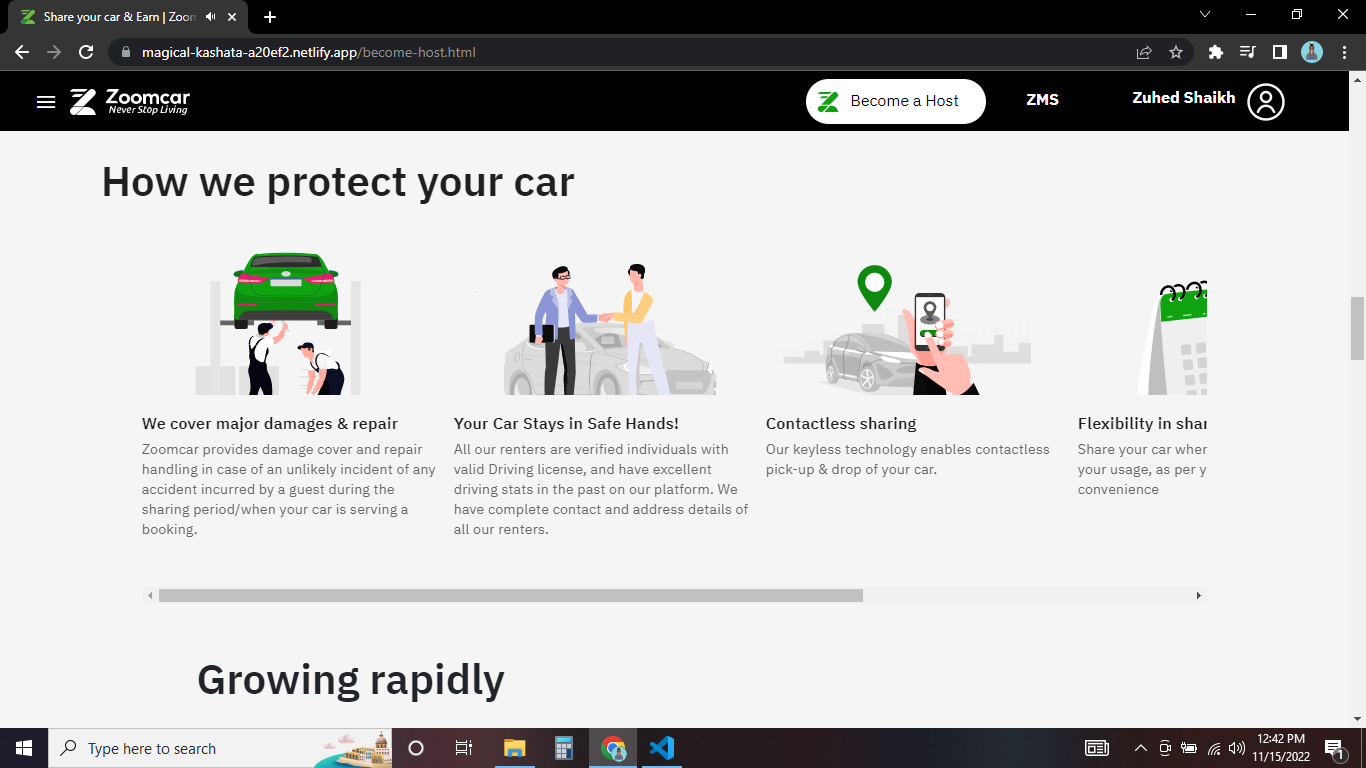 Share your car & Earn | Zoon
magical-kashata-a20ef2.netlify.app/become-host.html
Zoomcar
Never Stop Living
Become a Host
ZMS
Zuhed Shaikh
How we protect your car
We cover major damages & repair
Zoomcar provides damage cover and repair
handling in case of an unlikely incident of any
accident incurred by a guest during the
sharing period/when your car is serving a
booking.
Your Car Stays in Safe Hands!
All our renters are verified individuals with
valid Driving license, and have excellent
driving stats in the past on our platform. We
have complete contact and address details of
all our renters.
Contactless sharing
Our keyless technology enables contactless
pick-up & drop of your car.
Flexibility in shar
Share your car wher
your usage, as per y
convenience
Growing rapidly
Type here to search
12:42 PM
11/15/2022
1